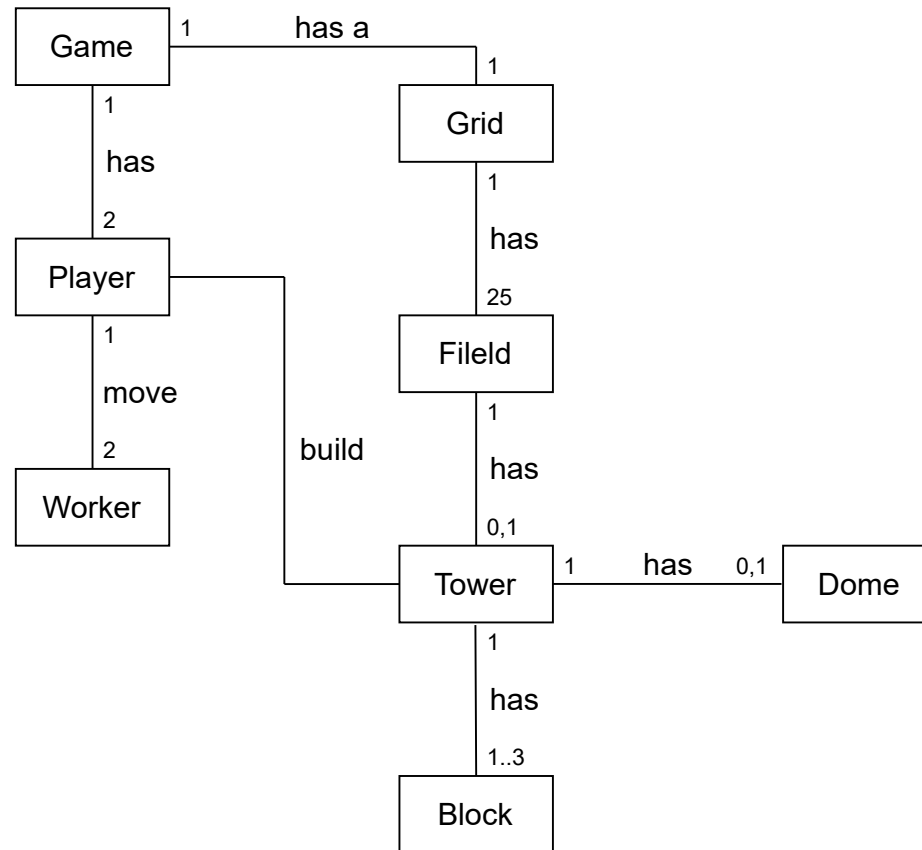 Game
1
has a
1
Grid
1
has
2
Player
1
has
25
Fileld
1
move
2
Worker
build
1
has
0,1
Tower
1
has
0,1
Dome
1
has
1..3
Block